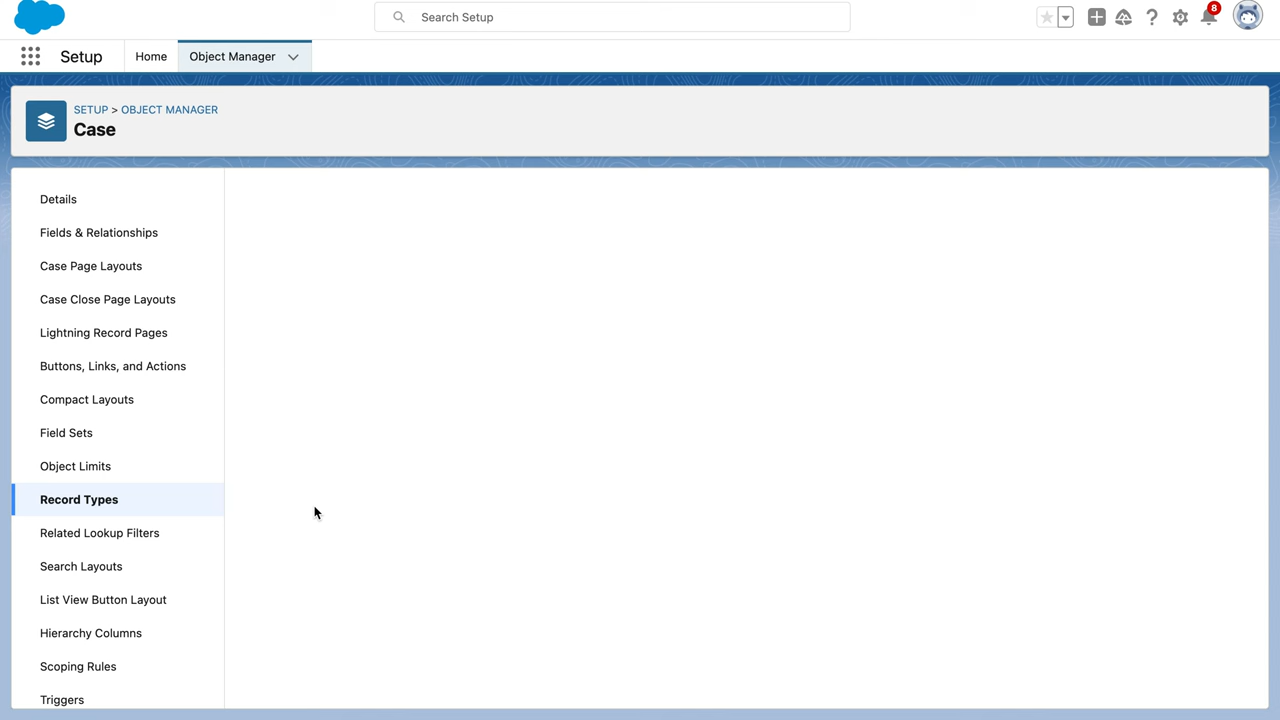 Search Setup
8
Setup
Home
Object Manager
SETUP > OBJECT MANAGER
Case
Details
Fields & Relationships
Case Page Layouts
Case Close Page Layouts
Lightning Record Pages
Buttons, Links, and Actions
Compact Layouts
Field Sets
Object Limits
Record Types
Related Lookup Filters
Search Layouts
List View Button Layout
Hierarchy Columns
Scoping Rules
Triggers